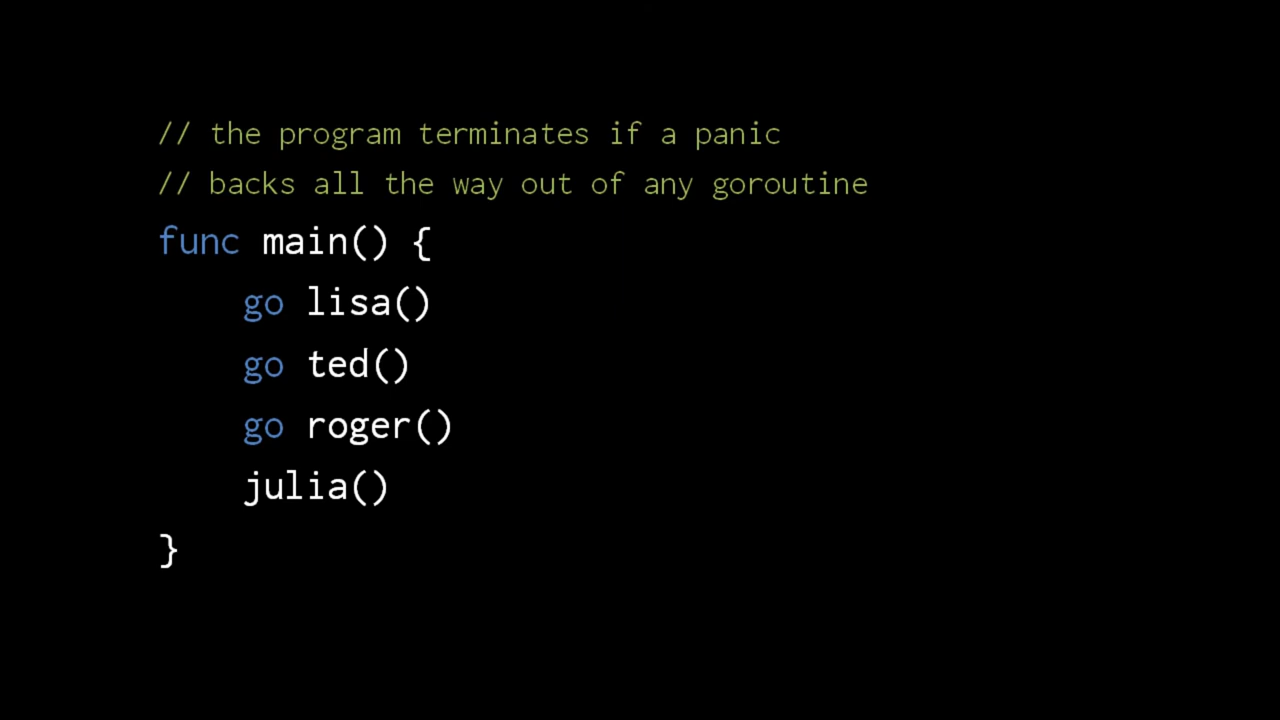 // the program terminates if a panic
// backs all the way out of any goroutine
func main() {
    go lisa()
    go ted()
    go roger()
    julia()
}